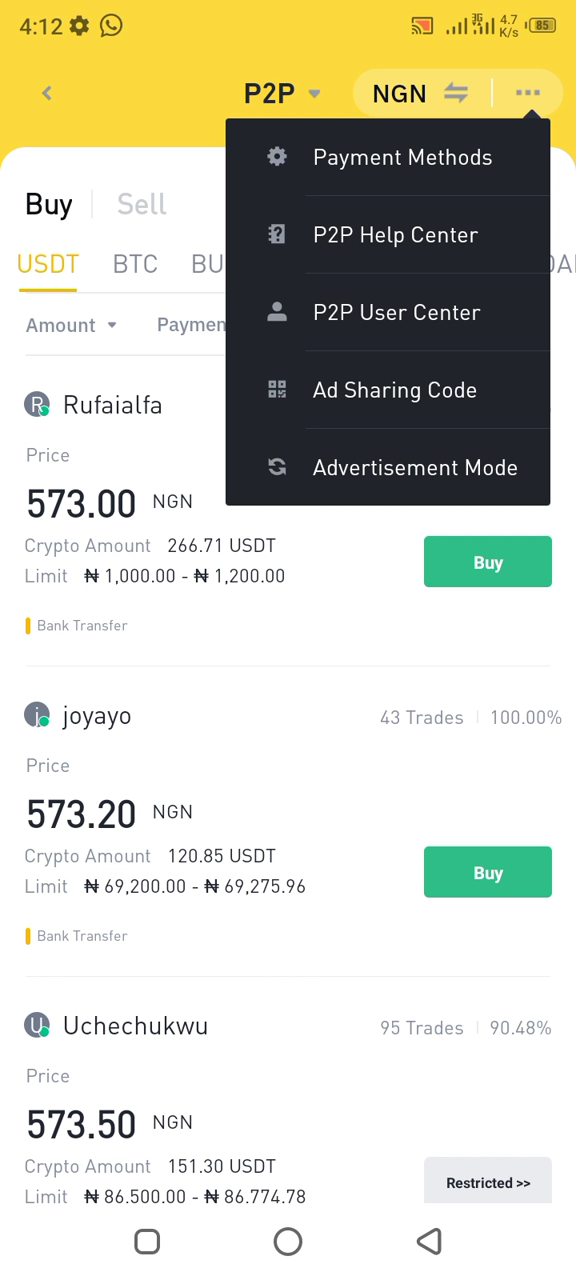 4:12 3G 4.7 K/s 85
P2P NGN
Payment Methods
Buy Sell
P2P Help Center
USDT BTC BU
P2P User Center
Amount Paymen
Ad Sharing Code
R Rufaialfa
Price
Advertisement Mode
573.00 NGN
Crypto Amount 266.71 USDT
Limit ₦ 1,000.00 - ₦ 1,200.00
Buy
Bank Transfer
j joyayo 43 Trades 100.00%
Price
573.20 NGN
Crypto Amount 120.85 USDT
Limit ₦ 69,200.00 - ₦ 69,275.96
Buy
Bank Transfer
U Uchechukwu 95 Trades 90.48%
Price
573.50 NGN
Crypto Amount 151.30 USDT
Limit ₦ 86.500.00 - ₦ 86.774.78
Restricted >>